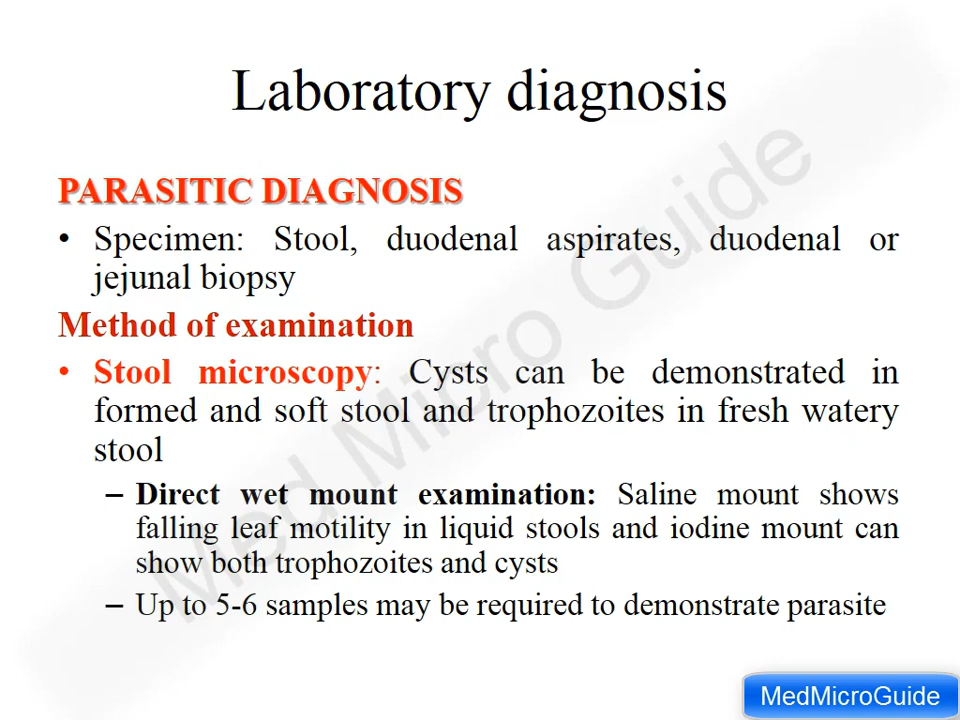 Laboratory diagnosis
PARASITIC DIAGNOSIS
• Specimen: Stool, duodenal aspirates, duodenal or
jejunal biopsy
Method of examination
• Stool microscopy: Cysts can be demonstrated in
formed and soft stool and trophozoites in fresh watery
stool
– Direct wet mount examination: Saline mount shows
falling leaf motility in liquid stools and iodine mount can
show both trophozoites and cysts
– Up to 5-6 samples may be required to demonstrate parasite
Med Micro Guide
MedMicroGuide